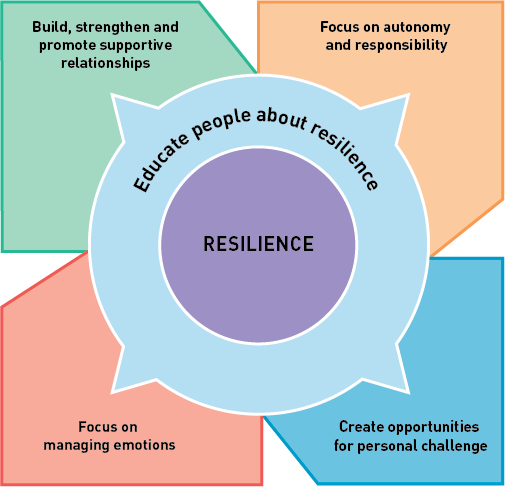 Build, strengthen and
promote supportive
relationships
Focus on autonomy
and responsibility
Educate people about resilience
RESILIENCE
Focus on
managing emotions
Create opportunities
for personal challenge